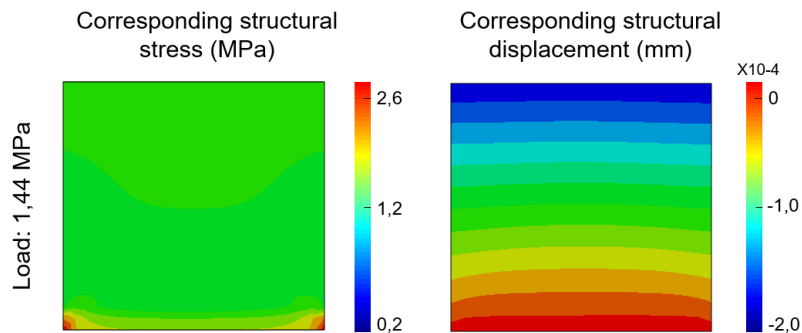 Corresponding structural
stress (MPa)
Corresponding structural
displacement (mm)
X10-4
Load: 1,44 MPa
2,6
1,2
0,2
0
-1,0
-2,0